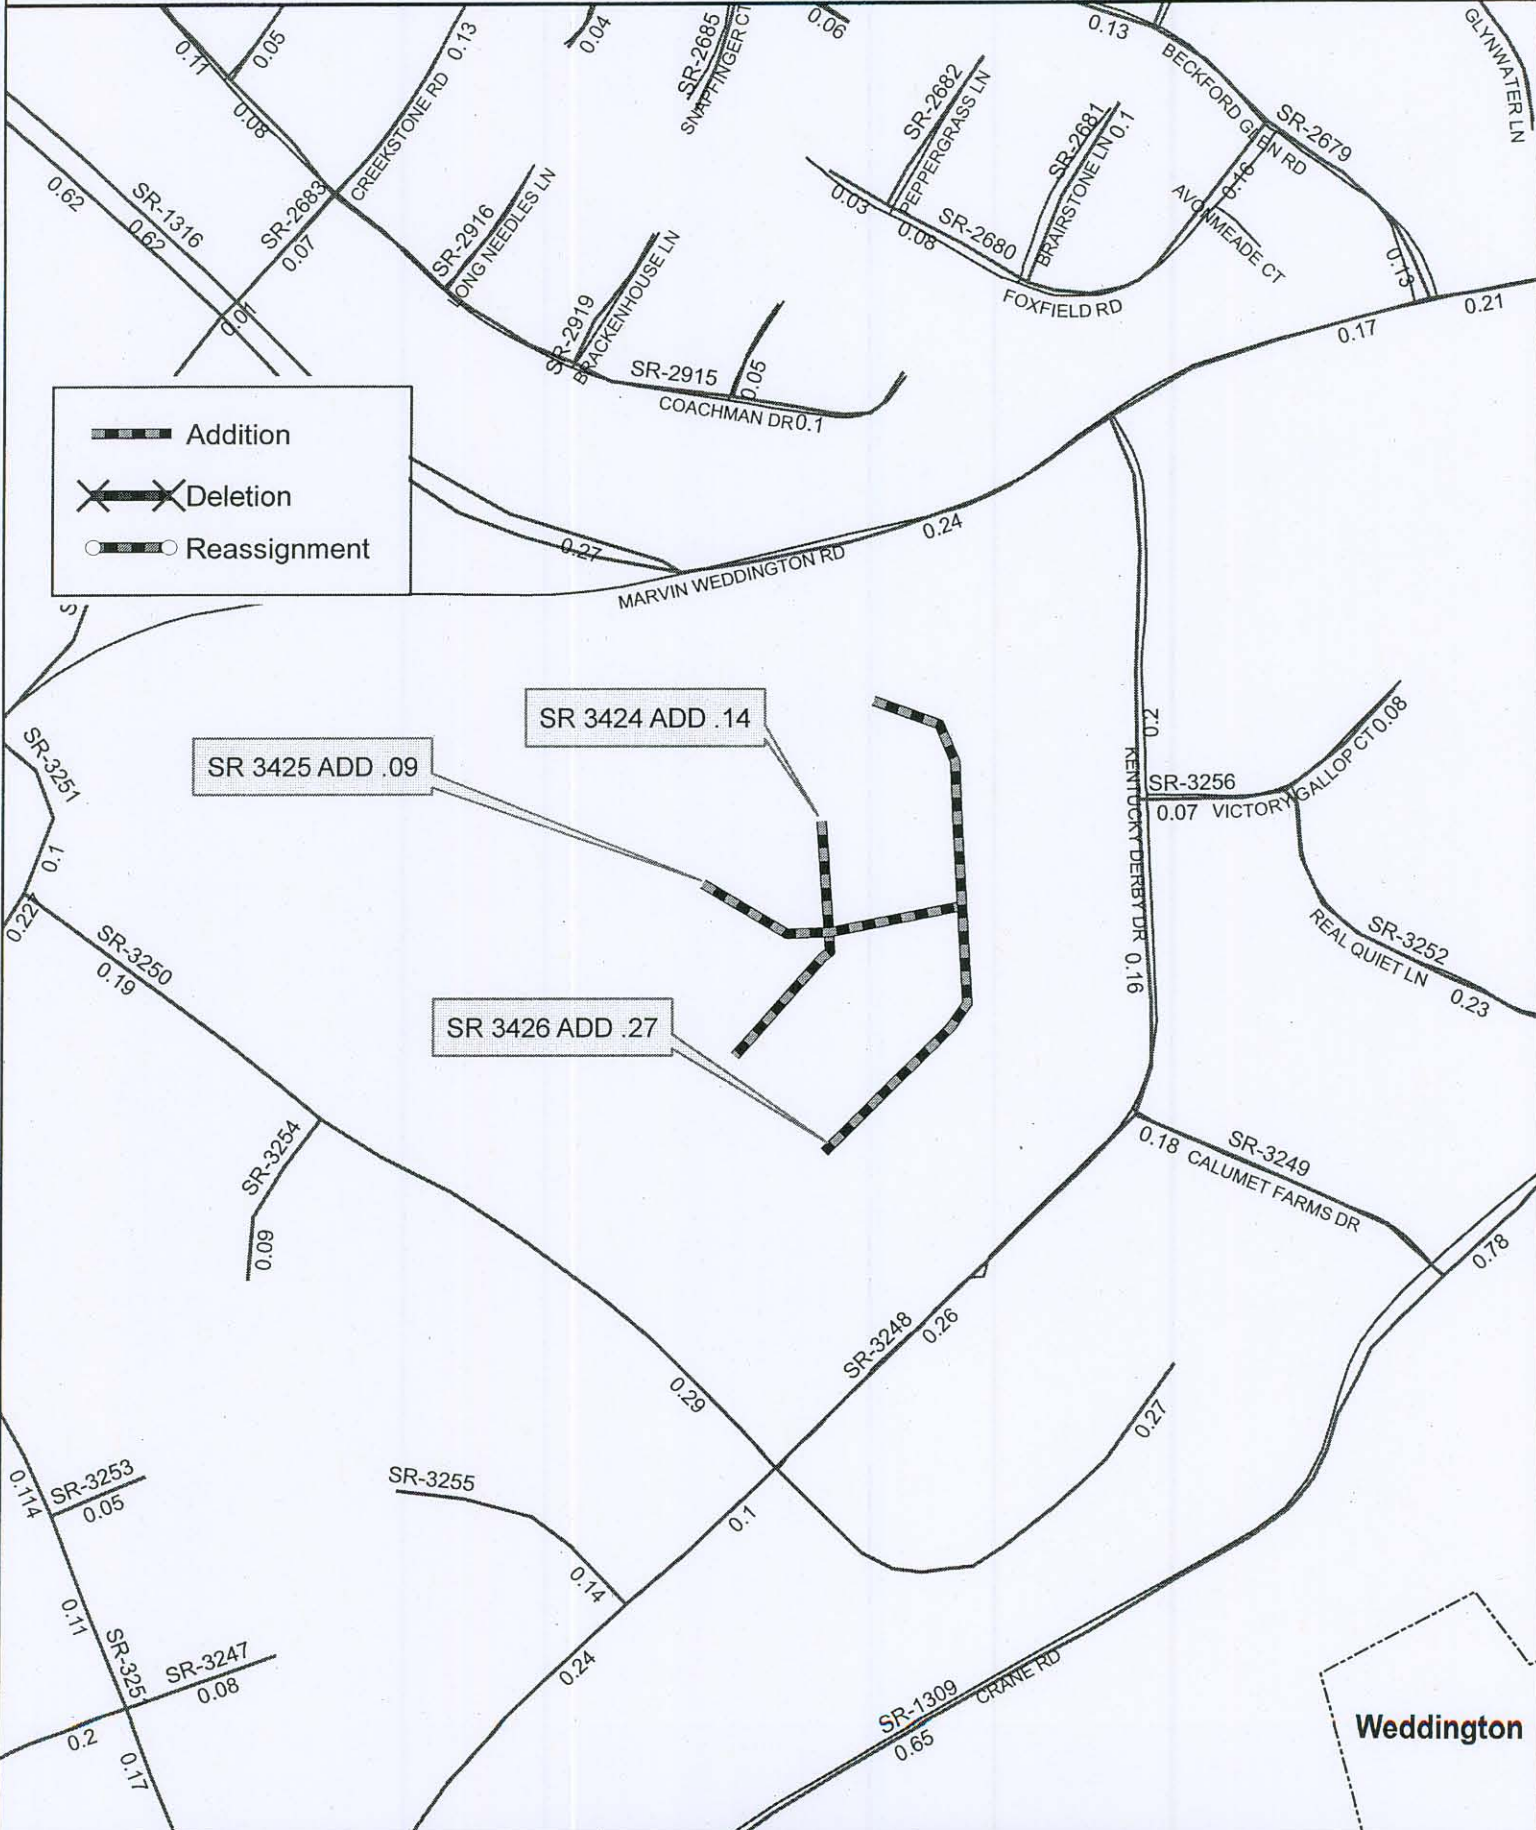 0.11
0.05
0.08
CREEKSTONE RD
0.13
0.04
SR-2685
SNAPFINGER CT
0.06
0.13
BECKFORD GLEN RD
SR-2679
GLYNWATER LN
SR-2682
PEPPERGRASS LN
SR-2681
BRAIRSTONE LN
0.1
0.62
SR-1316
0.62
SR-2683
0.07
0.01
SR-2916
LONG NEEDLES LN
SR-2919
BRACKENHOUSE LN
0.03
0.08
SR-2680
FOXFIELD RD
0.16
AVONMEADE CT
0.13
0.21
0.17
SR-2915
0.05
COACHMAN DR
0.1
Addition
Deletion
Reassignment
0.27
0.24
MARVIN WEDDINGTON RD
SR 3424 ADD .14
SR 3425 ADD .09
SR 3426 ADD .27
0.2
KENTUCKY DERBY DR
0.16
SR-3256
0.07
VICTORY GALLOP CT
0.08
REAL QUIET LN
SR-3252
0.23
SR-3251
0.1
0.227
SR-3250
0.19
SR-3254
0.09
0.18
SR-3249
CALUMET FARMS DR
0.78
SR-3248
0.26
0.29
0.27
SR-3253
0.05
0.114
SR-3255
0.1
0.14
0.11
SR-325
SR-3247
0.08
0.2
0.17
0.24
SR-1309
CRANE RD
0.65
Weddington